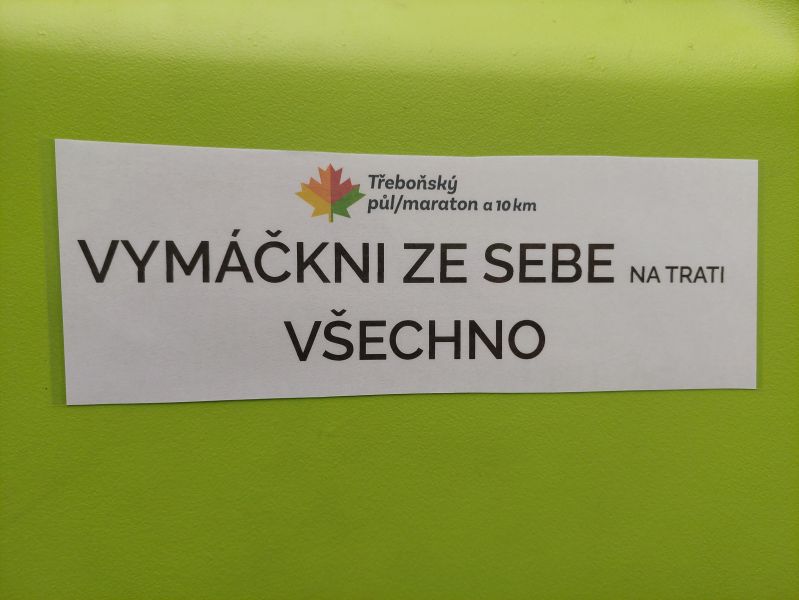 Třeboňský
půl/maraton a 10 km
VYMÁČKNI ZE SEBE NA TRATI
VŠECHNO